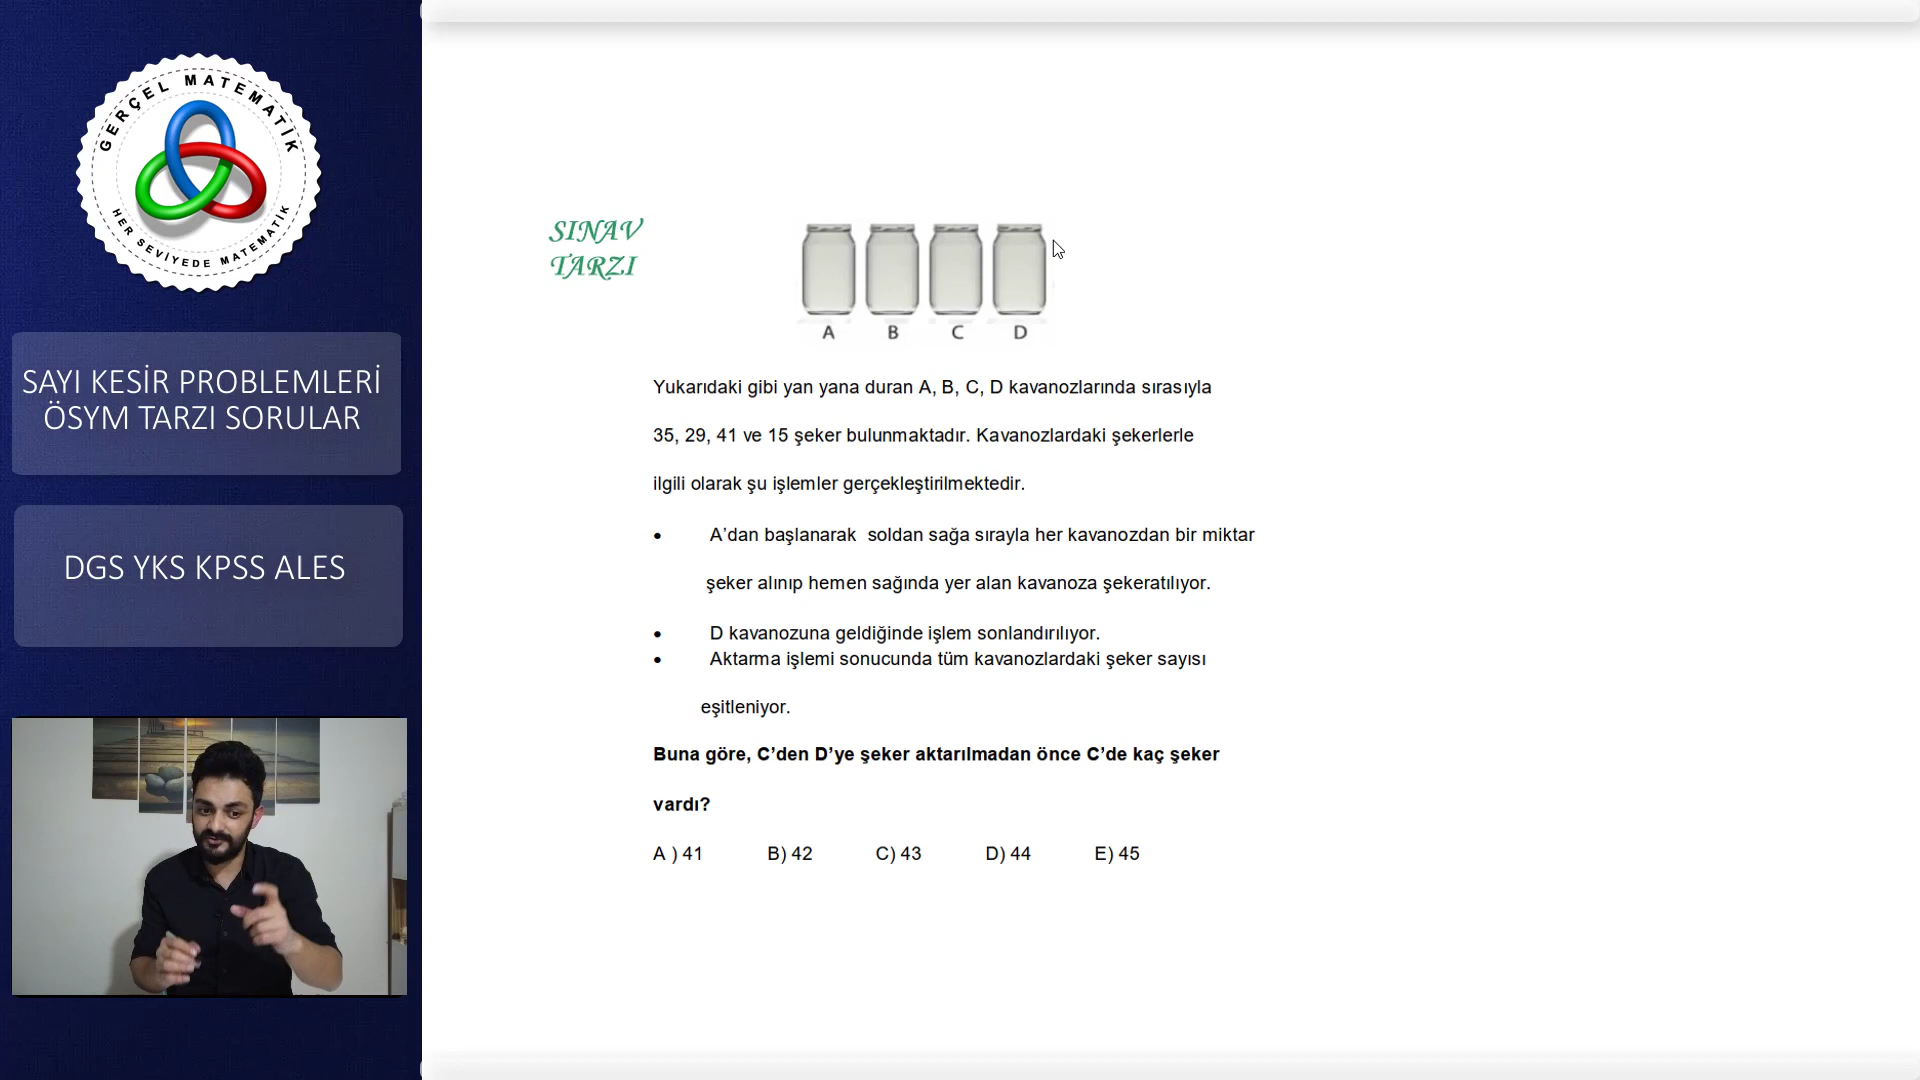 GERÇEL MATEMATİK
HER SEVİYEDE MATEMATİK
SAYI KESİR PROBLEMLERİ
ÖSYM TARZI SORULAR
DGS YKS KPSS ALES
SINAV
TARZI
A B C D
Yukarıdaki gibi yan yana duran A, B, C, D kavanozlarında sırasıyla
35, 29, 41 ve 15 şeker bulunmaktadır. Kavanozlardaki şekerlerle
ilgili olarak şu işlemler gerçekleştirilmektedir.
• A’dan başlanarak soldan sağa sırayla her kavanozdan bir miktar
şeker alınıp hemen sağında yer alan kavanoza şekeratılıyor.
• D kavanozuna geldiğinde işlem sonlandırılıyor.
• Aktarma işlemi sonucunda tüm kavanozlardaki şeker sayısı
eşitleniyor.
Buna göre, C’den D’ye şeker aktarılmadan önce C’de kaç şeker
vardı?
A ) 41 B) 42 C) 43 D) 44 E) 45